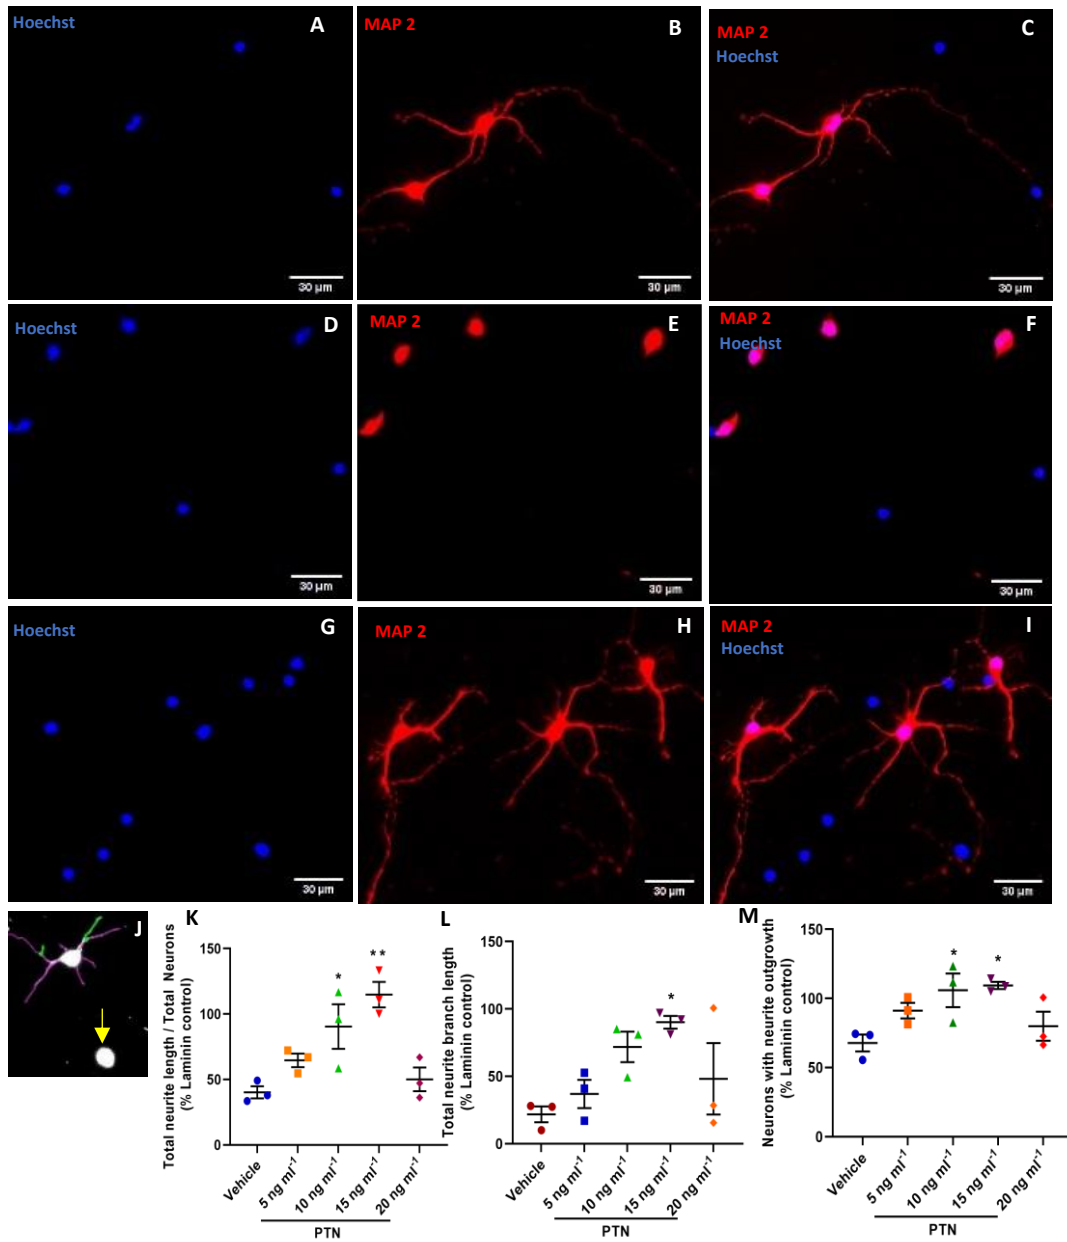 Hoechst
A
MAP 2
B
MAP 2
Hoechst
C
30 µm
30 µm
30 µm
Hoechst
D
MAP 2
E
MAP 2
Hoechst
F
30 µm
30 µm
30 µm
Hoechst
G
MAP 2
H
MAP 2
Hoechst
I
30 µm
30 µm
30 µm
J
K
Total neurite length / Total Neurons
(% Laminin control)
150
100
50
0
*
**
Vehicle
5 ng ml⁻¹
10 ng ml⁻¹
15 ng ml⁻¹
20 ng ml⁻¹
PTN
L
Total neurite branch length
(% Laminin control)
150
100
50
0
*
Vehicle
5 ng ml⁻¹
10 ng ml⁻¹
15 ng ml⁻¹
20 ng ml⁻¹
PTN
M
Neurons with neurite outgrowth
(% Laminin control)
150
100
50
0
*
*
Vehicle
5 ng ml⁻¹
10 ng ml⁻¹
15 ng ml⁻¹
20 ng ml⁻¹
PTN